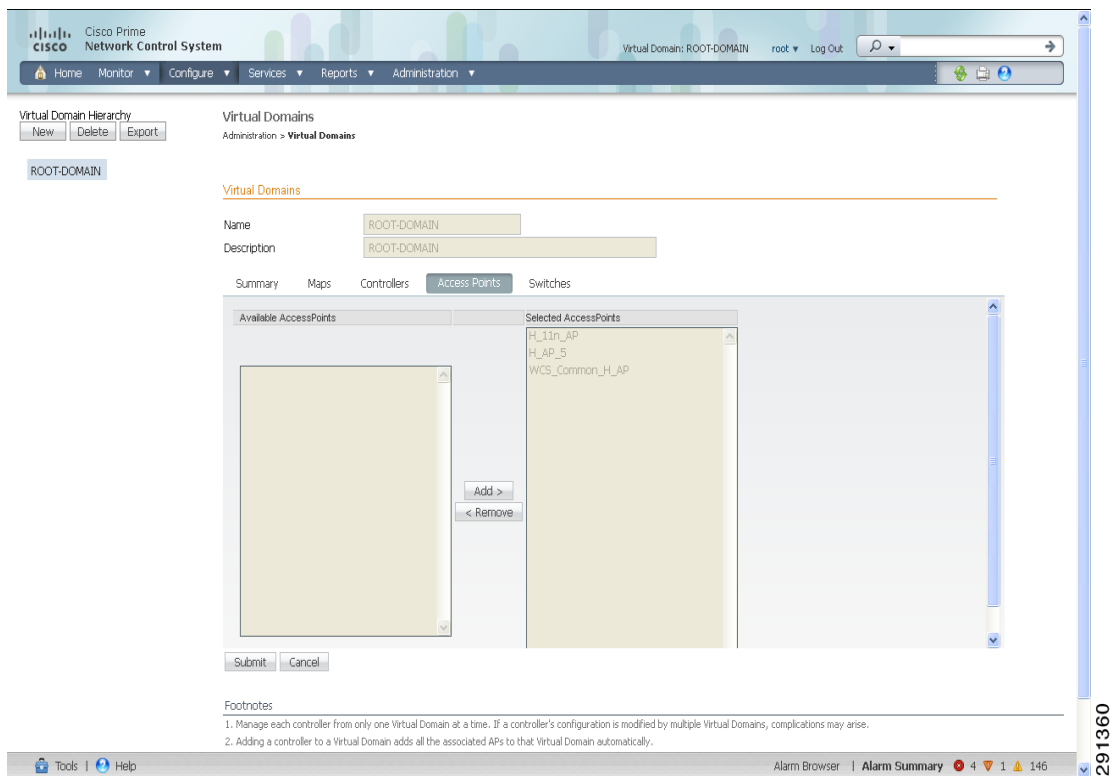 Cisco Prime
CISCO Network Control System
Virtual Domain: ROOT-DOMAIN root Log Out
Home Monitor Configure Services Reports Administration
Virtual Domain Hierarchy
New Delete Export
ROOT-DOMAIN
Virtual Domains
Administration > Virtual Domains
Virtual Domains
Name ROOT-DOMAIN
Description ROOT-DOMAIN
Summary Maps Controllers Access Points Switches
Available AccessPoints Selected AccessPoints
H_11n_AP
H_AP_5
WCS_Common_H_AP
Add >
< Remove
Submit Cancel
Footnotes
1. Manage each controller from only one Virtual Domain at a time. If a controller's configuration is modified by multiple Virtual Domains, complications may arise.
2. Adding a controller to a Virtual Domain adds all the associated APs to that Virtual Domain automatically.
Tools | Help Alarm Browser | Alarm Summary 4 1 146
291360